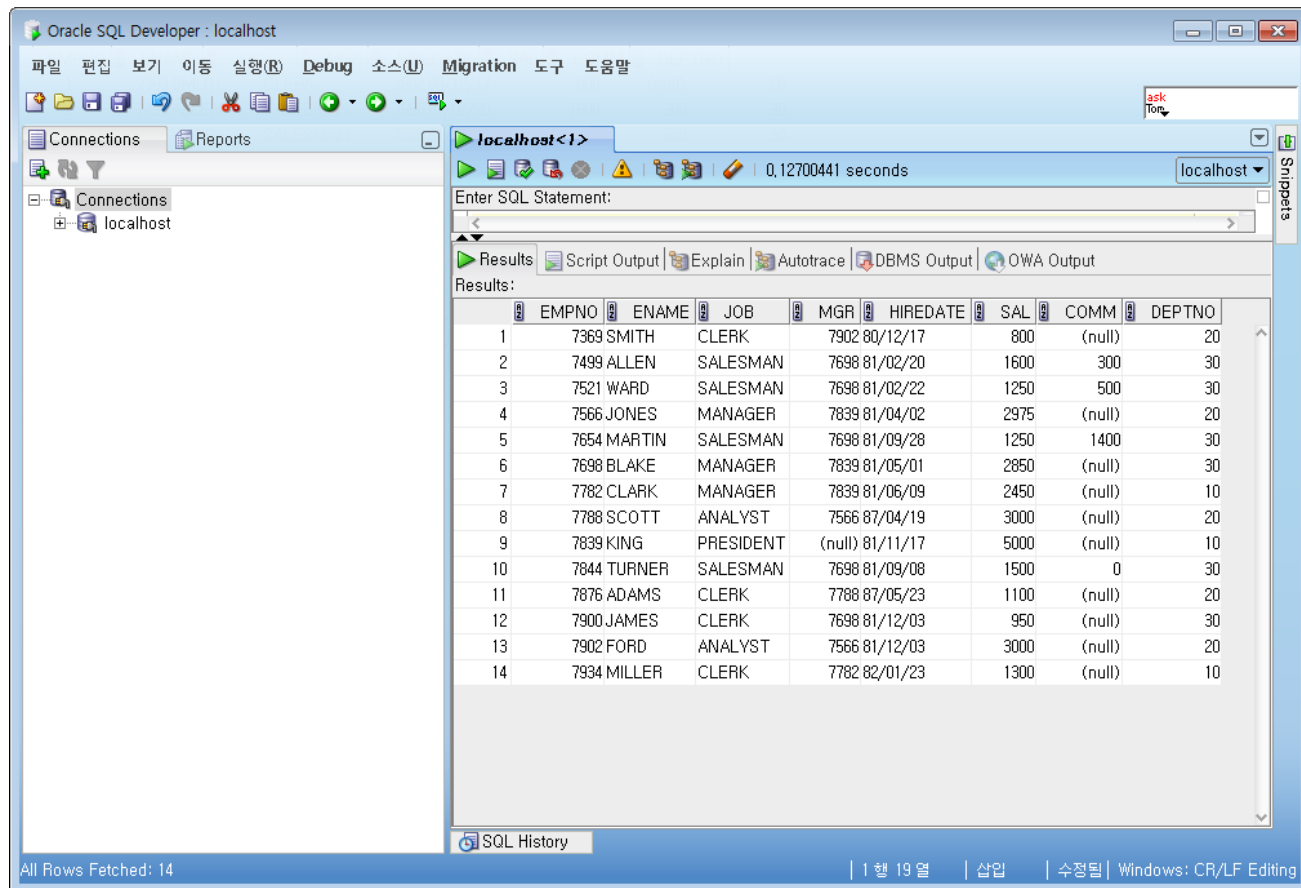 Oracle SQL Developer : localhost
파일 편집 보기 이동 실행(R) Debug 소스(U) Migration 도구 도움말
ask
Tom
Connections Reports
localhost<1>
0,12700441 seconds
localhost
Snippets
Connections
localhost
Enter SQL Statement:
Results Script Output Explain Autotrace DBMS Output OWA Output
Results:
EMPNO ENAME JOB MGR HIREDATE SAL COMM DEPTNO
1 7369 SMITH CLERK 7902 80/12/17 800 (null) 20
2 7499 ALLEN SALESMAN 7698 81/02/20 1600 300 30
3 7521 WARD SALESMAN 7698 81/02/22 1250 500 30
4 7566 JONES MANAGER 7839 81/04/02 2975 (null) 20
5 7654 MARTIN SALESMAN 7698 81/09/28 1250 1400 30
6 7698 BLAKE MANAGER 7839 81/05/01 2850 (null) 30
7 7782 CLARK MANAGER 7839 81/06/09 2450 (null) 10
8 7788 SCOTT ANALYST 7566 87/04/19 3000 (null) 20
9 7839 KING PRESIDENT (null) 81/11/17 5000 (null) 10
10 7844 TURNER SALESMAN 7698 81/09/08 1500 0 30
11 7876 ADAMS CLERK 7788 87/05/23 1100 (null) 20
12 7900 JAMES CLERK 7698 81/12/03 950 (null) 30
13 7902 FORD ANALYST 7566 81/12/03 3000 (null) 20
14 7934 MILLER CLERK 7782 82/01/23 1300 (null) 10
SQL History
All Rows Fetched: 14 1 행 19 열 삽입 수정됨 Windows: CR/LF Editing